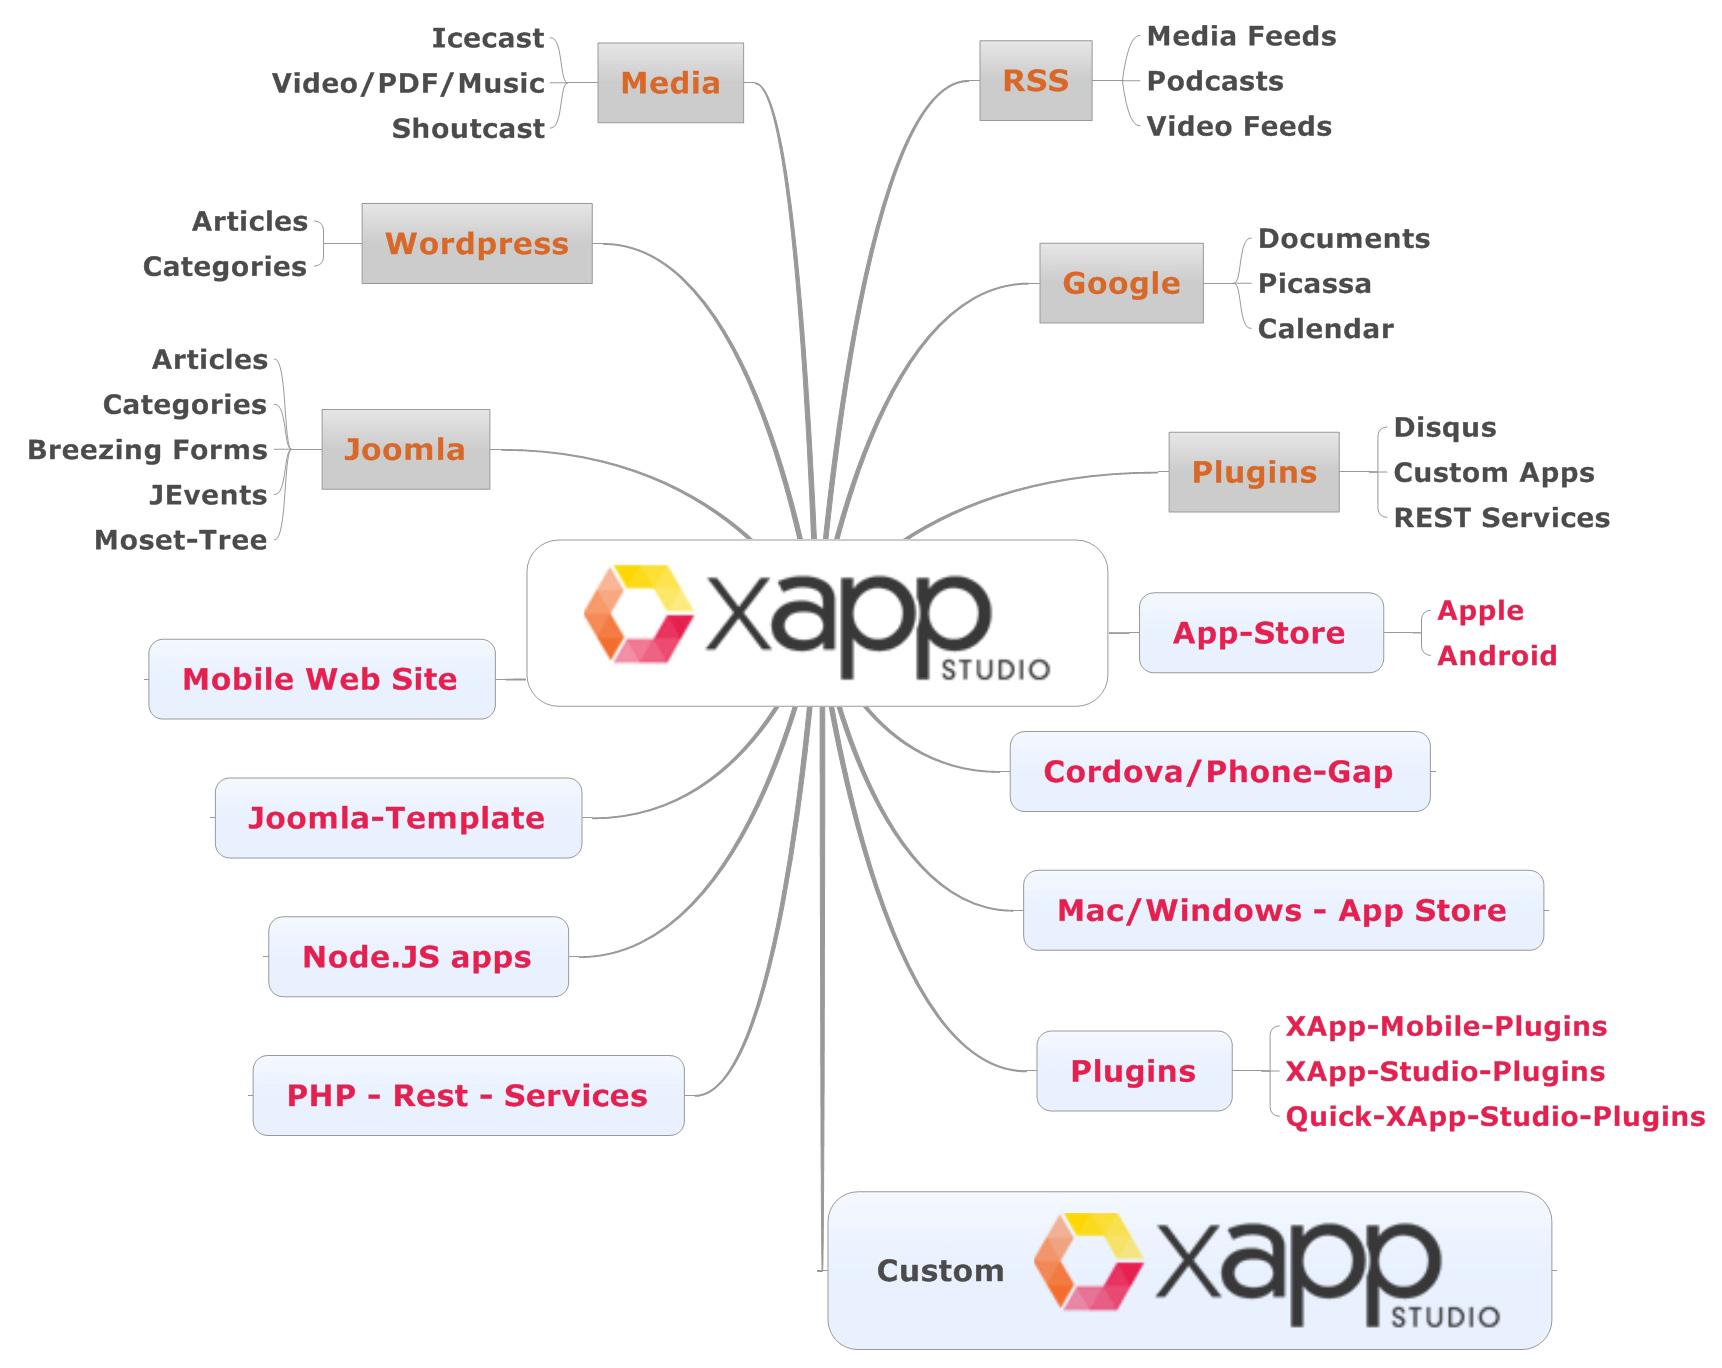 Icecast
Video/PDF/Music
Shoutcast
Media
RSS
Media Feeds
Podcasts
Video Feeds
Articles
Categories
Wordpress
Google
Documents
Picassa
Calendar
Articles
Categories
Breezing Forms
JEvents
Moset-Tree
Joomla
Plugins
Disqus
Custom Apps
REST Services
xapp
STUDIO
Mobile Web Site
App-Store
Apple
Android
Joomla-Template
Cordova/Phone-Gap
Node.JS apps
Mac/Windows - App Store
PHP - Rest - Services
Plugins
XApp-Mobile-Plugins
XApp-Studio-Plugins
Quick-XApp-Studio-Plugins
Custom xapp
STUDIO